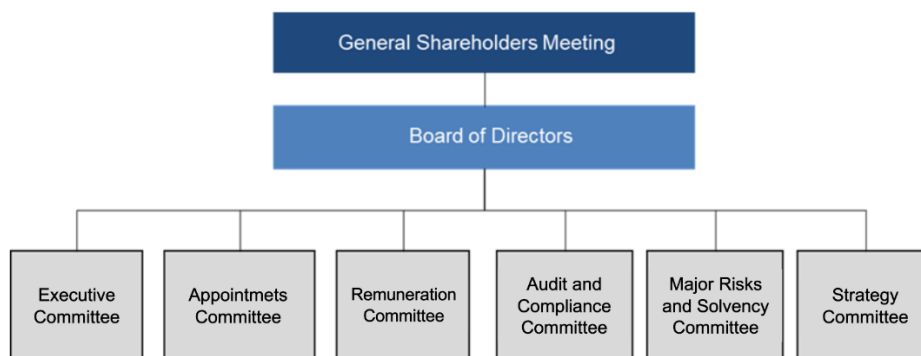 General Shareholders Meeting
Board of Directors
Executive
Committee
Appointmets
Committee
Remuneration
Committee
Audit and
Compliance
Committee
Major Risks
and Solvency
Committee
Strategy
Committee